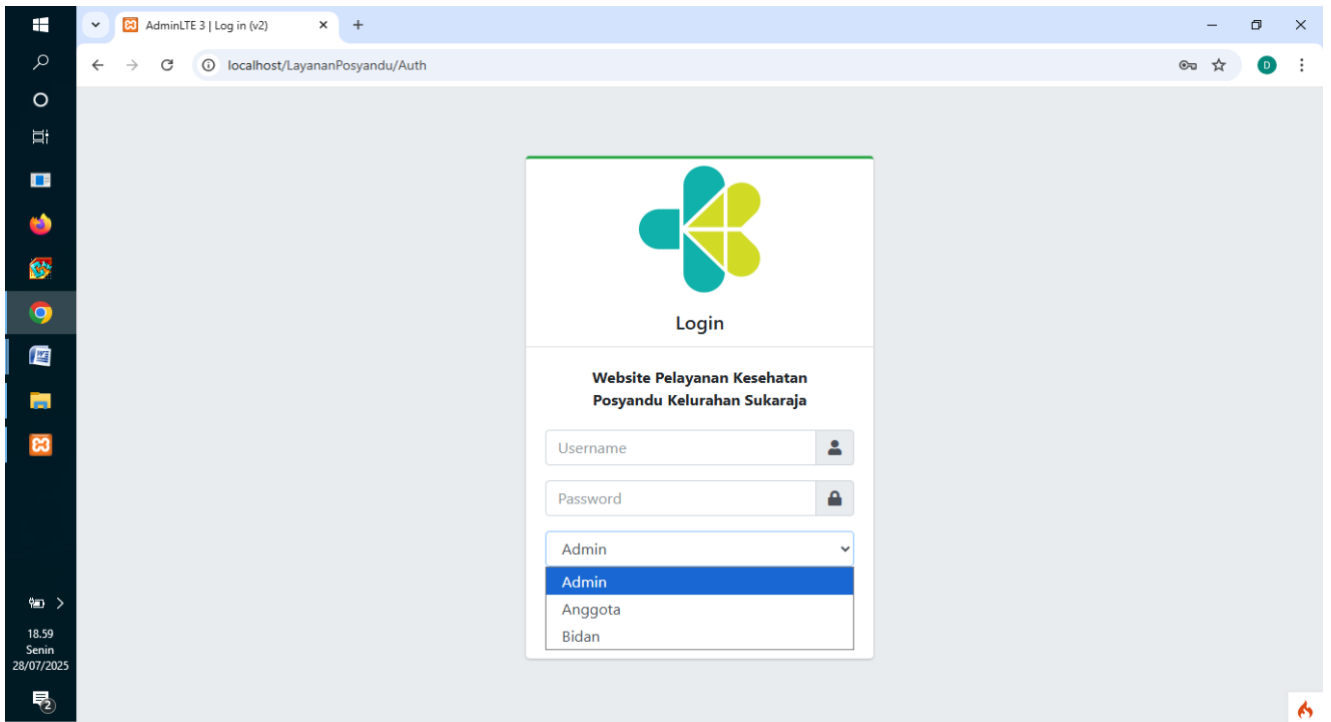 AdminLTE 3 | Log in (v2)
localhost/LayananPosyandu/Auth
D
Login
Website Pelayanan Kesehatan
Posyandu Kelurahan Sukaraja
Username
Password
Admin
Admin
Anggota
Bidan
18.59
Senin
28/07/2025
2